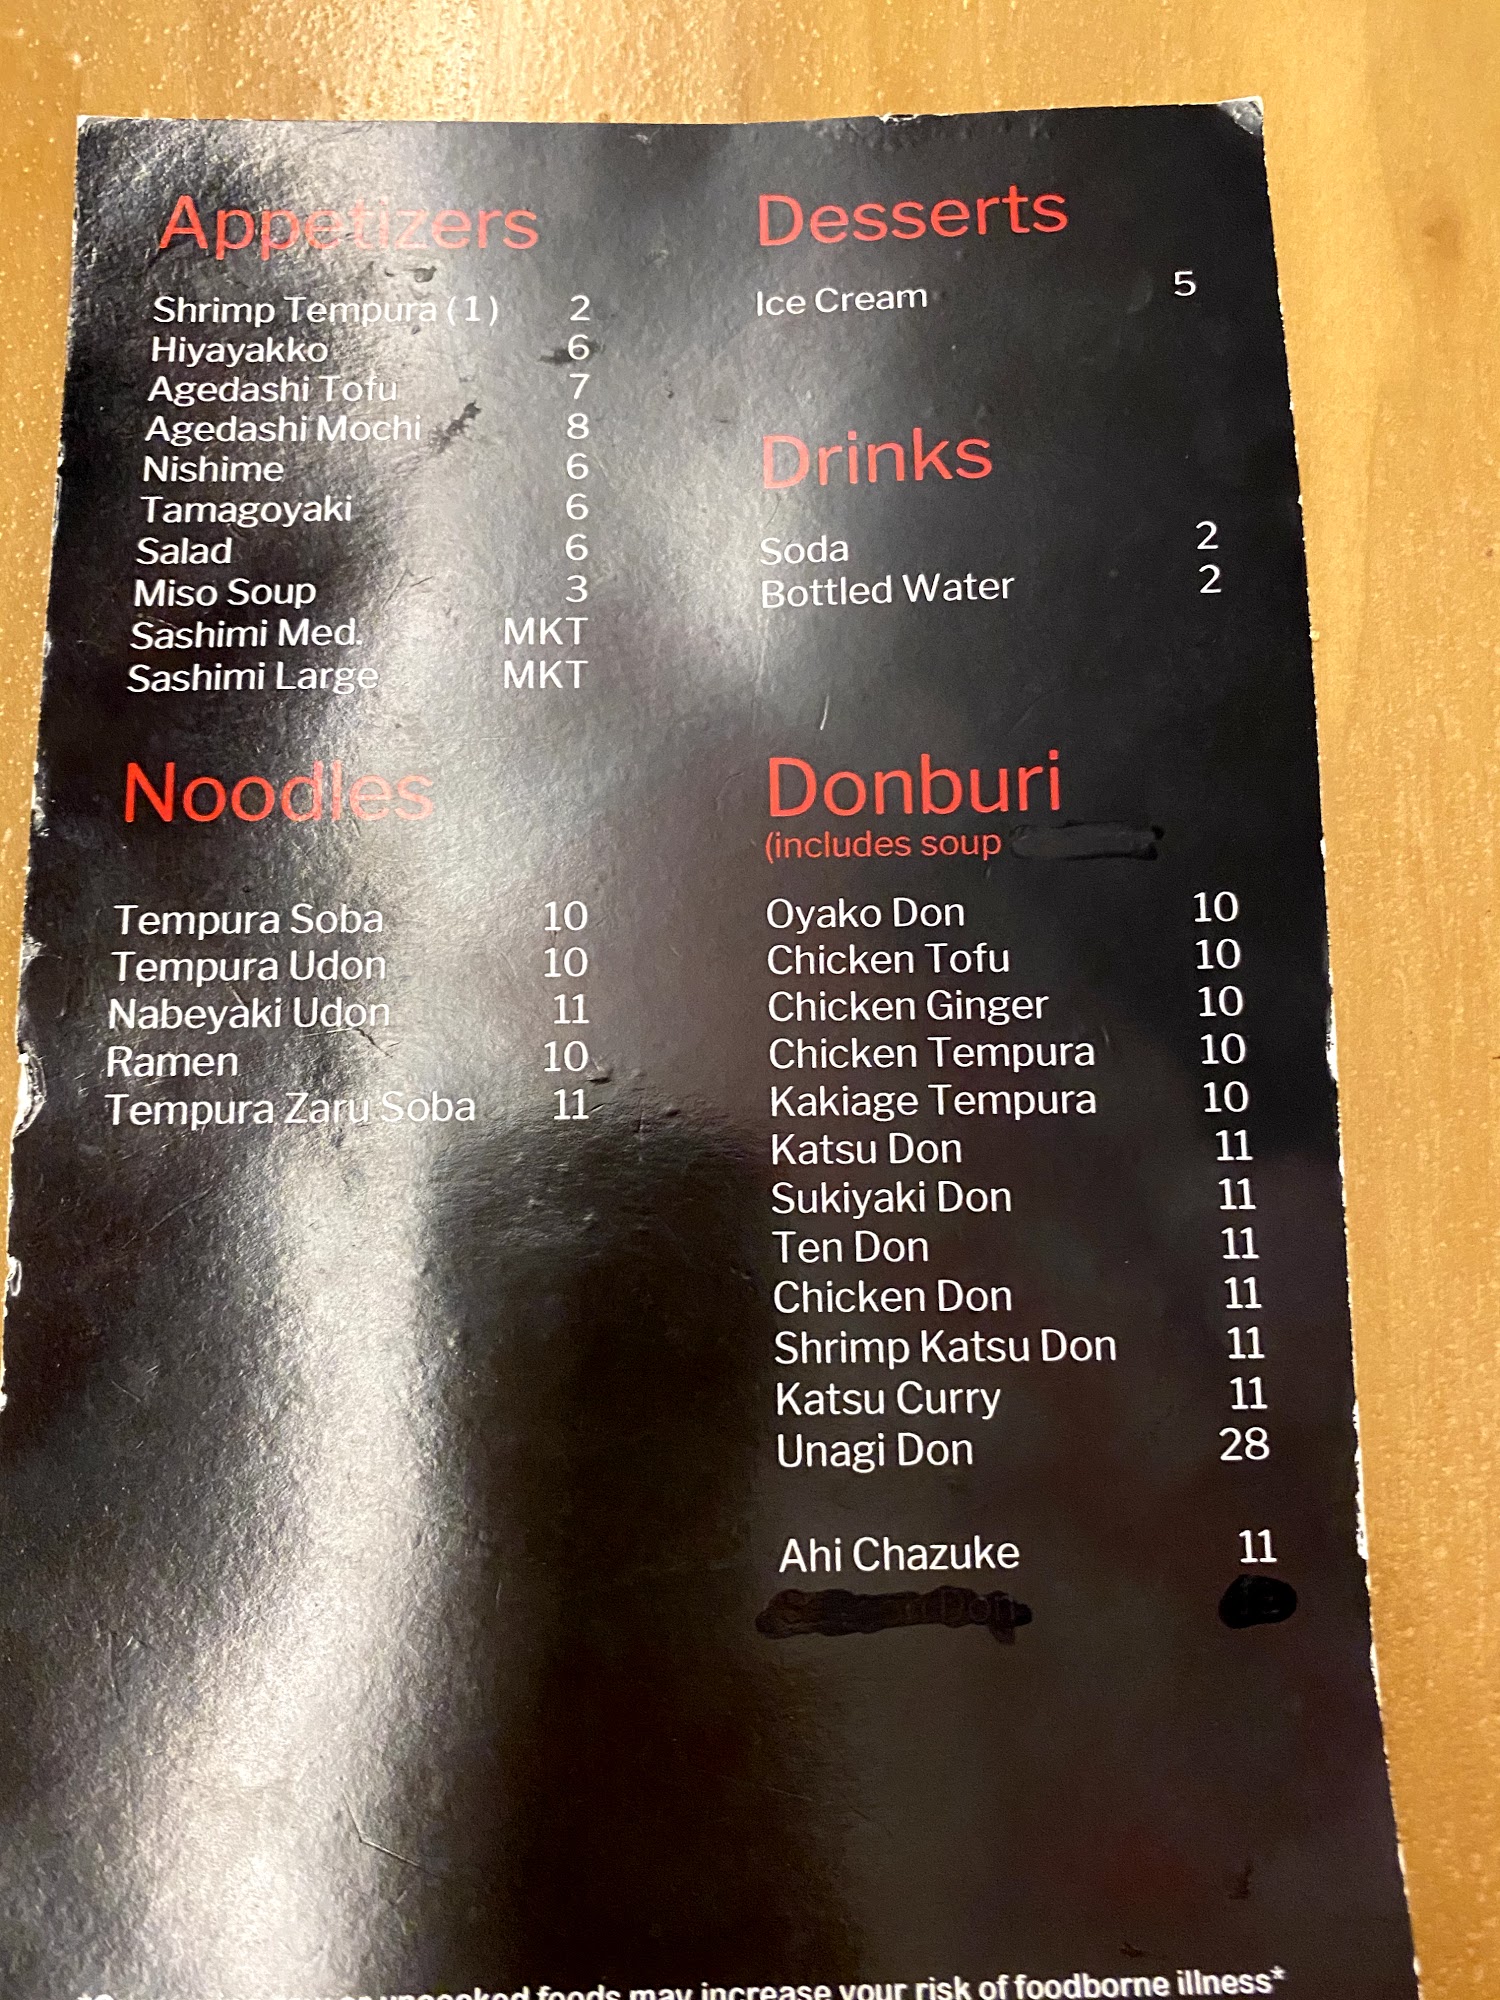 Appetizers
Shrimp Tempura (1) 2
Hiyayakko 6
Agedashi Tofu 7
Agedashi Mochi 8
Nishime 6
Tamagoyaki 6
Salad 6
Miso Soup 3
Sashimi Med. MKT
Sashimi Large MKT
Noodles
Tempura Soba 10
Tempura Udon 10
Nabeyaki Udon 11
Ramen 10
Tempura Zaru Soba 11
Desserts
Ice Cream 5
Drinks
Soda 2
Bottled Water 2
Donburi
(includes soup
Oyako Don 10
Chicken Tofu 10
Chicken Ginger 10
Chicken Tempura 10
Kakiage Tempura 10
Katsu Don 11
Sukiyaki Don 11
Ten Don 11
Chicken Don 11
Shrimp Katsu Don 11
Katsu Curry 11
Unagi Don 28
Ahi Chazuke 11
Don
foods may increase your risk of foodborne illness*